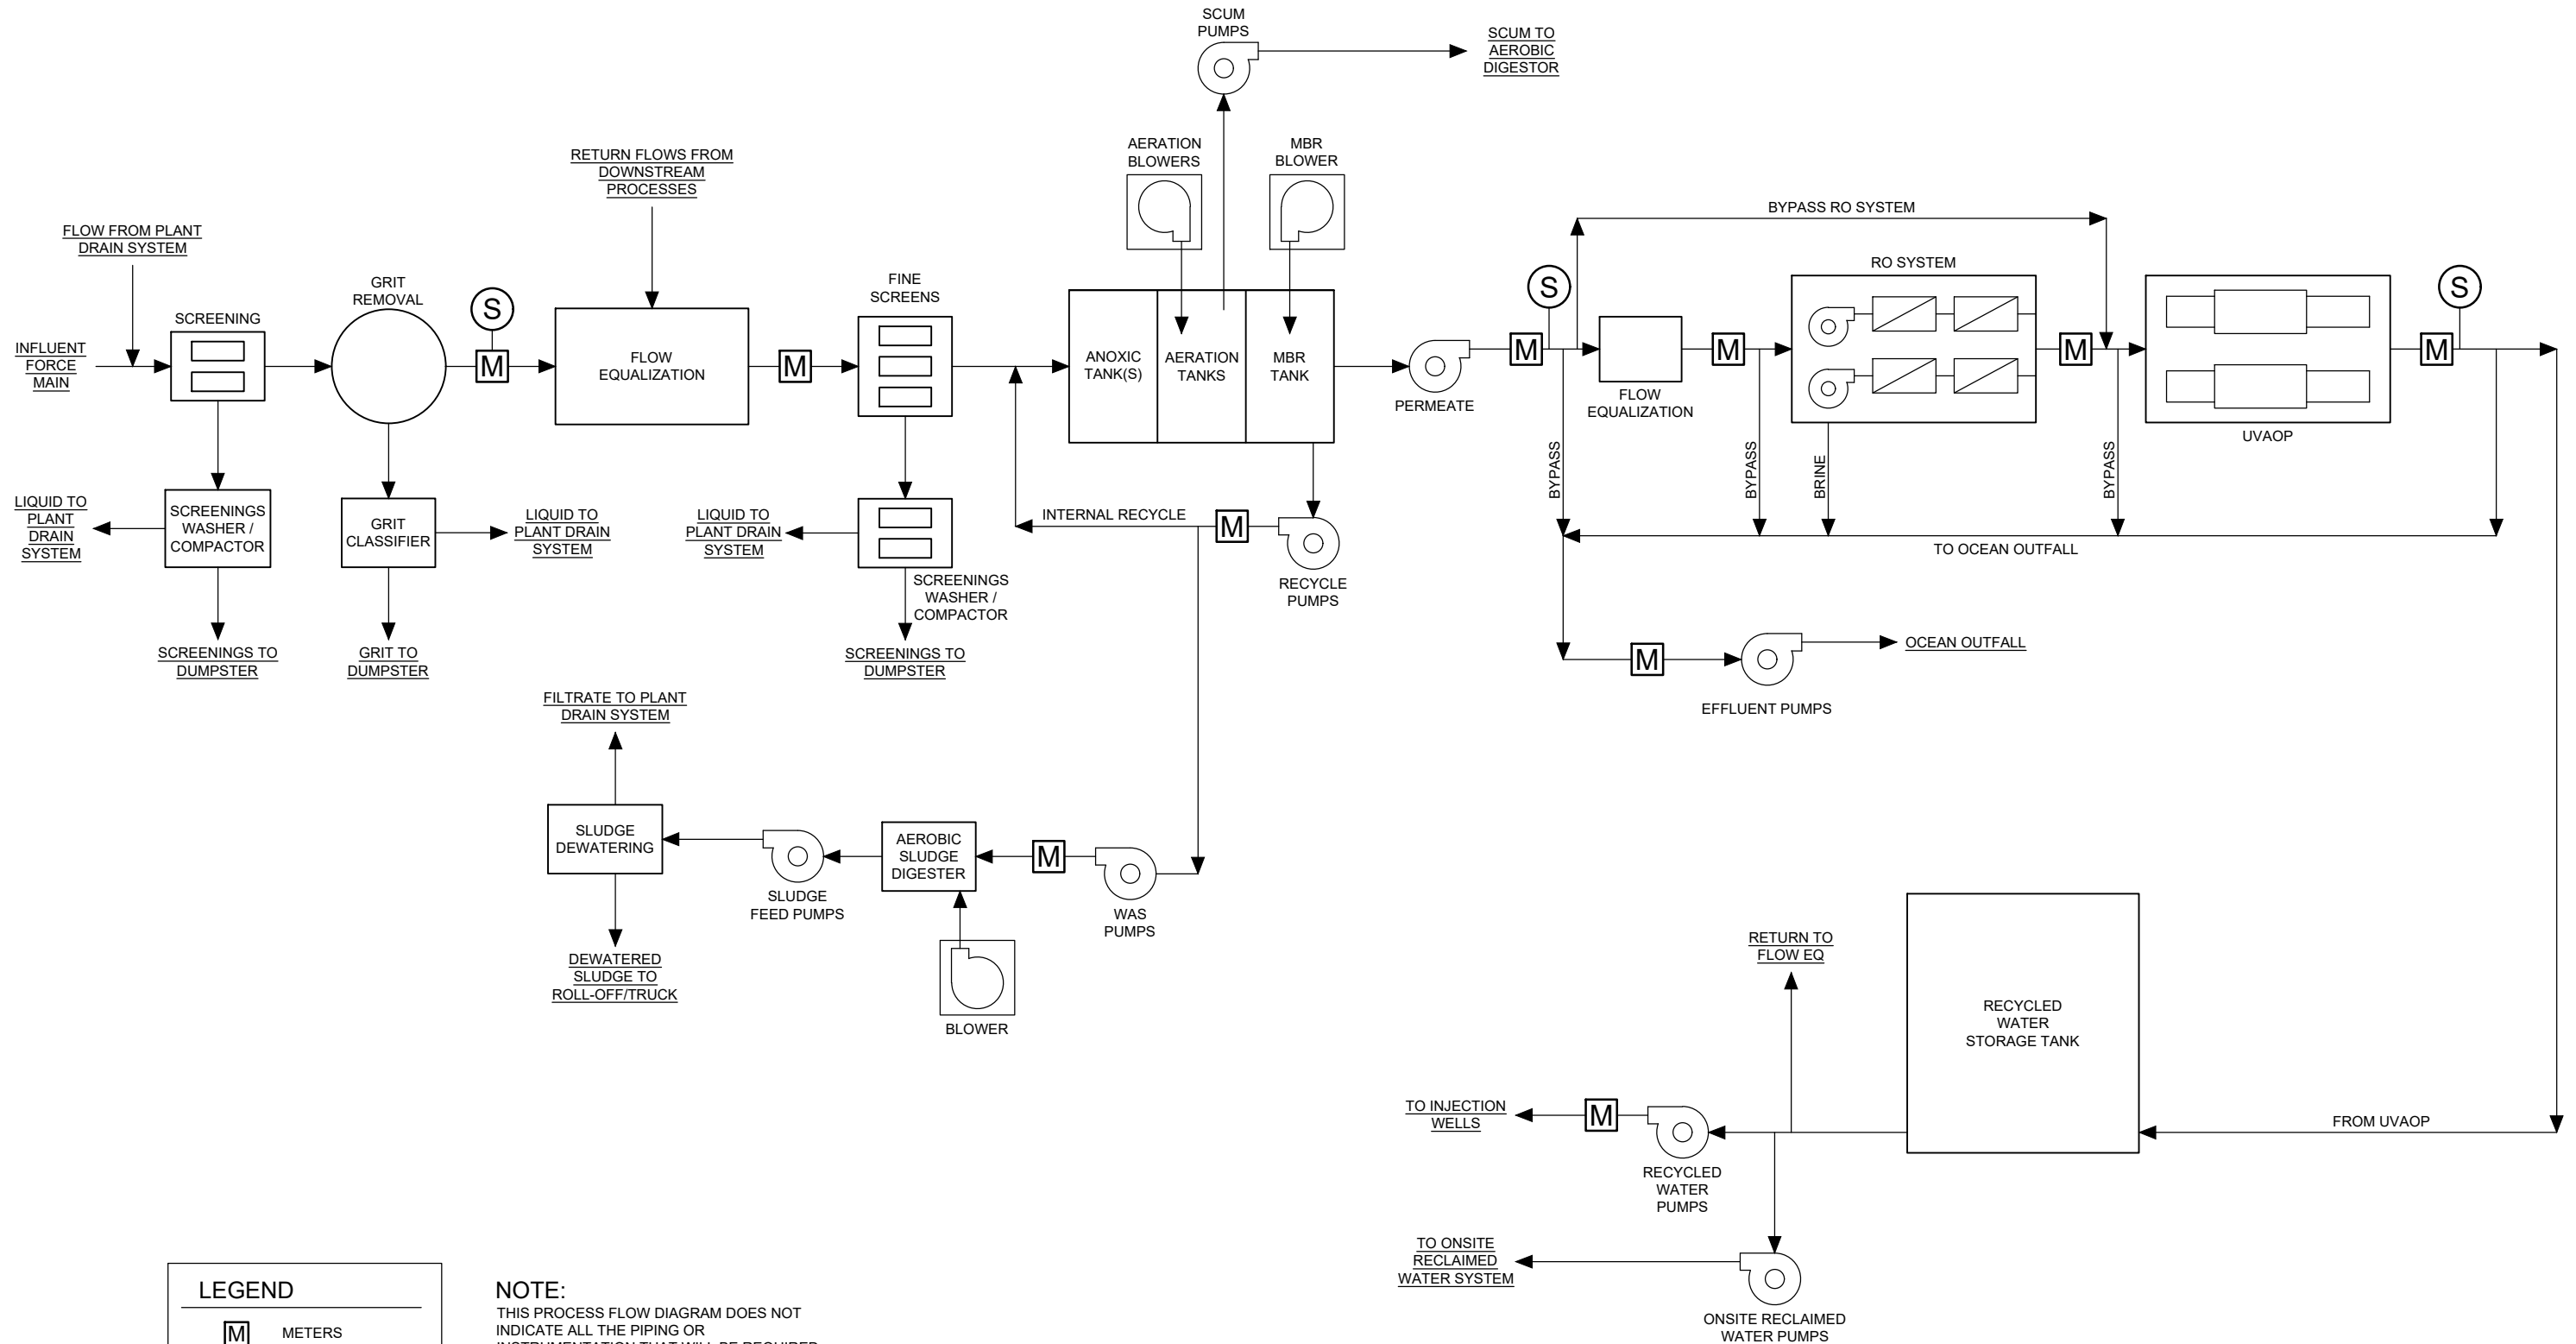 SCUM
PUMPS
SCUM TO
AEROBIC
DIGESTOR
AERATION
BLOWERS
MBR
BLOWER
RETURN FLOWS FROM
DOWNSTREAM
PROCESSES
BYPASS RO SYSTEM
FLOW FROM PLANT
DRAIN SYSTEM
GRIT
REMOVAL
S
FINE
SCREENS
S
RO SYSTEM
S
SCREENING
INFLUENT
FORCE
MAIN
M
FLOW
EQUALIZATION
M
ANOXIC
TANK(S)
AERATION
TANKS
MBR
TANK
PERMEATE
M
FLOW
EQUALIZATION
M
M
UVAOP
M
BYPASS
BYPASS
BRINE
BYPASS
LIQUID TO
PLANT
DRAIN
SYSTEM
SCREENINGS
WASHER /
COMPACTOR
GRIT
CLASSIFIER
LIQUID TO
PLANT DRAIN
SYSTEM
LIQUID TO
PLANT DRAIN
SYSTEM
SCREENINGS
WASHER /
COMPACTOR
INTERNAL RECYCLE
M
RECYCLE
PUMPS
TO OCEAN OUTFALL
SCREENINGS TO
DUMPSTER
GRIT TO
DUMPSTER
SCREENINGS TO
DUMPSTER
M
OCEAN OUTFALL
EFFLUENT PUMPS
FILTRATE TO PLANT
DRAIN SYSTEM
SLUDGE
DEWATERING
SLUDGE
FEED PUMPS
AEROBIC
SLUDGE
DIGESTER
M
WAS
PUMPS
DEWATERED
SLUDGE TO
ROLL-OFF/TRUCK
BLOWER
RETURN TO
FLOW EQ
RECYCLED
WATER
STORAGE TANK
TO INJECTION
WELLS
M
RECYCLED
WATER
PUMPS
FROM UVAOP
TO ONSITE
RECLAIMED
WATER SYSTEM
ONSITE RECLAIMED
WATER PUMPS
LEGEND
M METERS
NOTE:
THIS PROCESS FLOW DIAGRAM DOES NOT
INDICATE ALL THE PIPING OR
INSTRUMENTATION THAT WILL BE REQUIRED